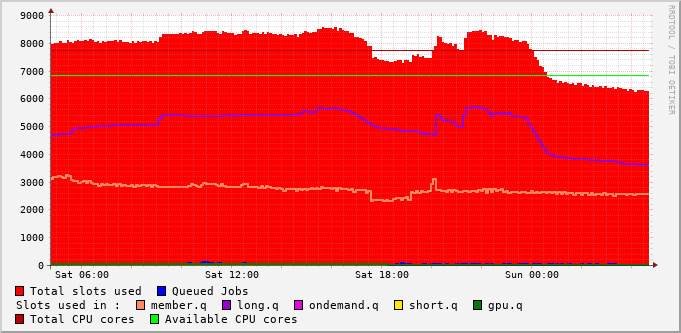 9000
8000
7000
6000
5000
4000
3000
2000
1000
0
Sat 06:00 Sat 12:00 Sat 18:00 Sun 00:00
RRDTOOL / TOBI OETIKER
Total slots used Queued Jobs
Slots used in : member.q long.q ondemand.q short.q gpu.q
Total CPU cores Available CPU cores